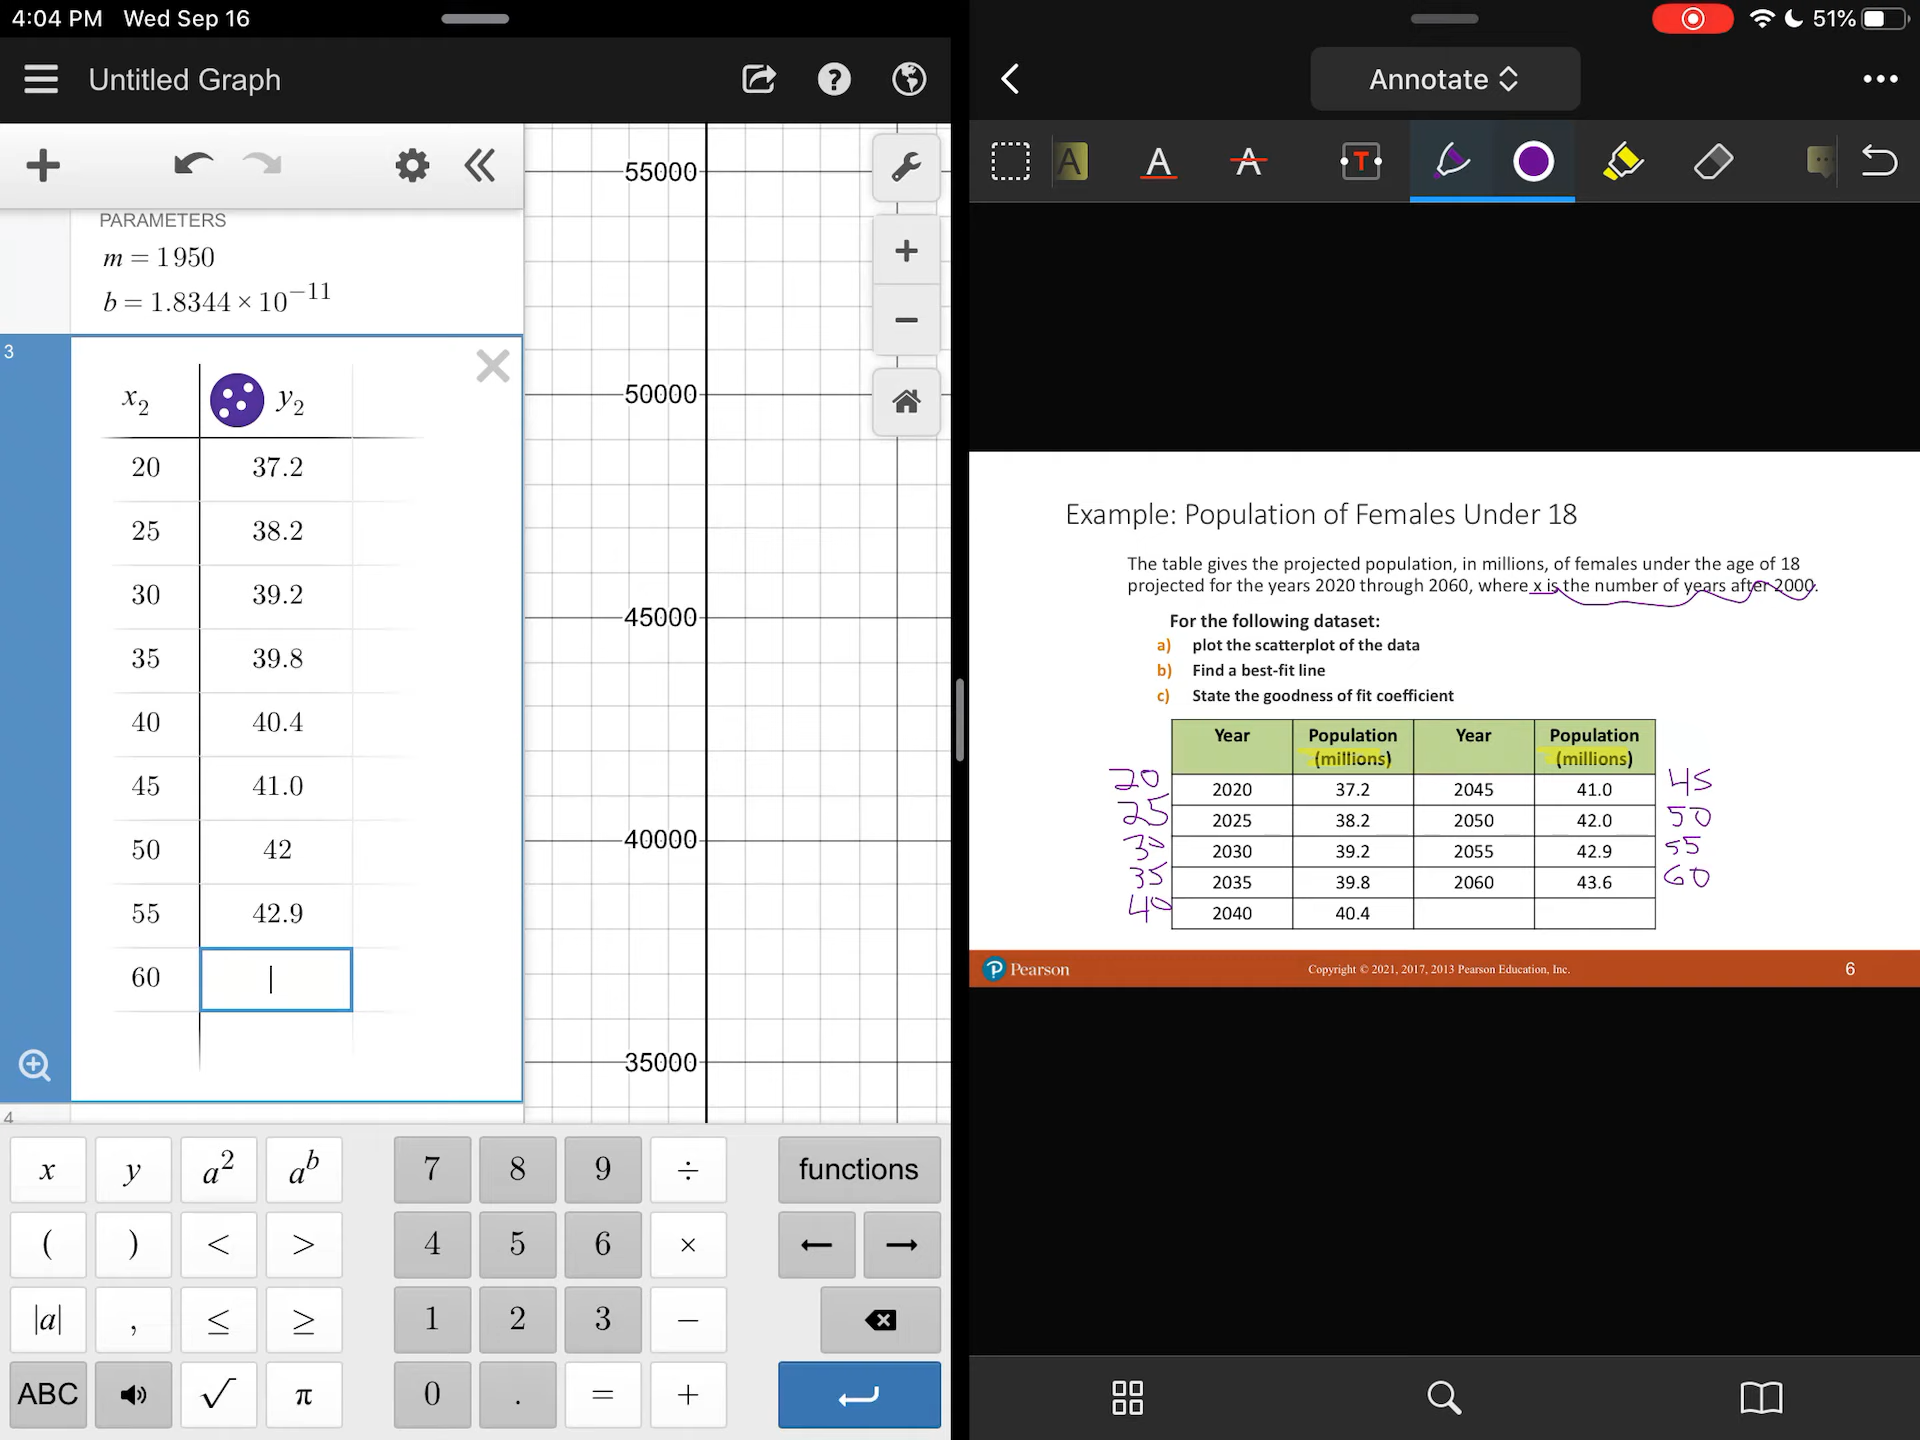 4:04 PM Wed Sep 16
51%
Untitled Graph
?
Annotate
A
A
A
T
PARAMETERS
m = 1950
b = 1.8344 × 10^−11
3
x₂ y₂
20 37.2
25 38.2
30 39.2
35 39.8
40 40.4
45 41.0
50 42
55 42.9
60
4
55000
50000
45000
40000
35000
+
−
x y a² a^b 7 8 9 ÷ functions
( ) < > 4 5 6 × ← →
|a| , ≤ ≥ 1 2 3 −
ABC √ π 0 . = +
Example: Population of Females Under 18
The table gives the projected population, in millions, of females under the age of 18
projected for the years 2020 through 2060, where x is the number of years after 2000.
For the following dataset:
a) plot the scatterplot of the data
b) Find a best-fit line
c) State the goodness of fit coefficient
Year Population (millions) Year Population (millions)
20 2020 37.2 2045 41.0 45
25 2025 38.2 2050 42.0 50
30 2030 39.2 2055 42.9 55
35 2035 39.8 2060 43.6 60
40 2040 40.4
P Pearson
Copyright © 2021, 2017, 2013 Pearson Education, Inc.
6